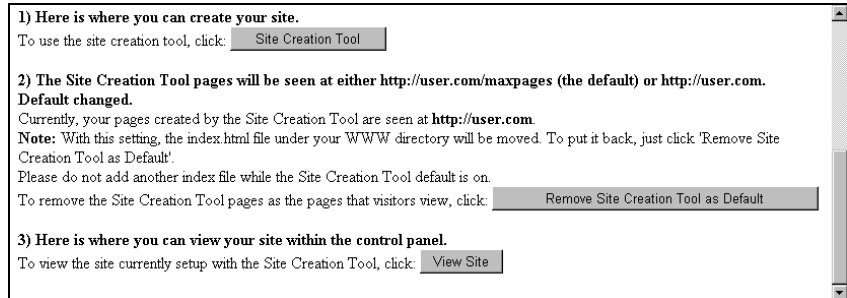 1) Here is where you can create your site.
To use the site creation tool, click: Site Creation Tool
2) The Site Creation Tool pages will be seen at either http://user.com/maxpages (the default) or http://user.com.
Default changed.
Currently, your pages created by the Site Creation Tool are seen at http://user.com.
Note: With this setting, the index.html file under your WWW directory will be moved. To put it back, just click 'Remove Site
Creation Tool as Default'.
Please do not add another index file while the Site Creation Tool default is on.
To remove the Site Creation Tool pages as the pages that visitors view, click: Remove Site Creation Tool as Default
3) Here is where you can view your site within the control panel.
To view the site currently setup with the Site Creation Tool, click: View Site